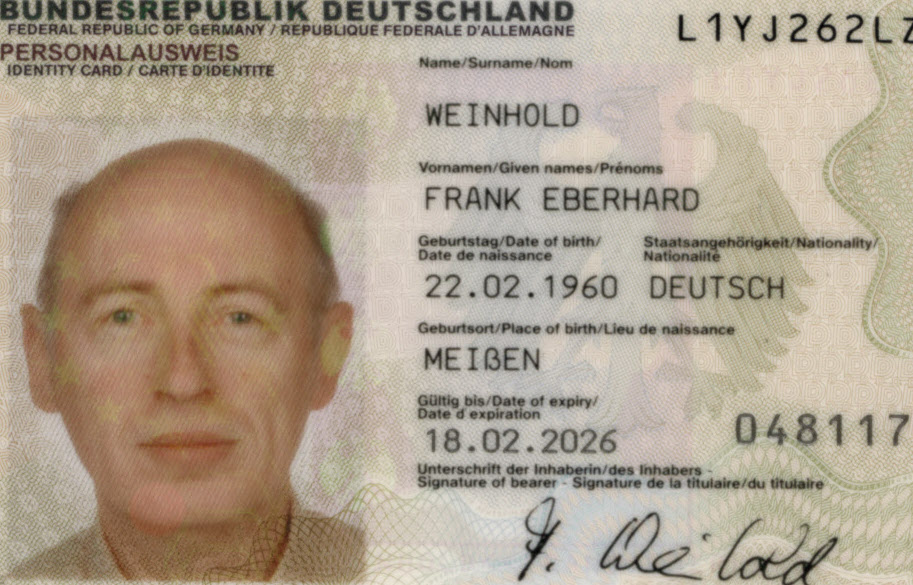 BUNDESREPUBLIK DEUTSCHLAND
FEDERAL REPUBLIC OF GERMANY / REPUBLIQUE FEDERALE D'ALLEMAGNE
PERSONALAUSWEIS
IDENTITY CARD / CARTE D'IDENTITE
L1YJ262LZ
Name/Surname/Nom
WEINHOLD
Vornamen/Given names/Prénoms
FRANK EBERHARD
Geburtstag/Date of birth/ Staatsangehörigkeit/Nationality/
Date de naissance Nationalité
22.02.1960 DEUTSCH
Geburtsort/Place of birth/Lieu de naissance
MEIßEN
Gültig bis/Date of expiry/
Date d'expiration
18.02.2026 048117
Unterschrift der Inhaberin/des Inhabers -
Signature of bearer - Signature de la titulaire/du titulaire
F. Weinhold